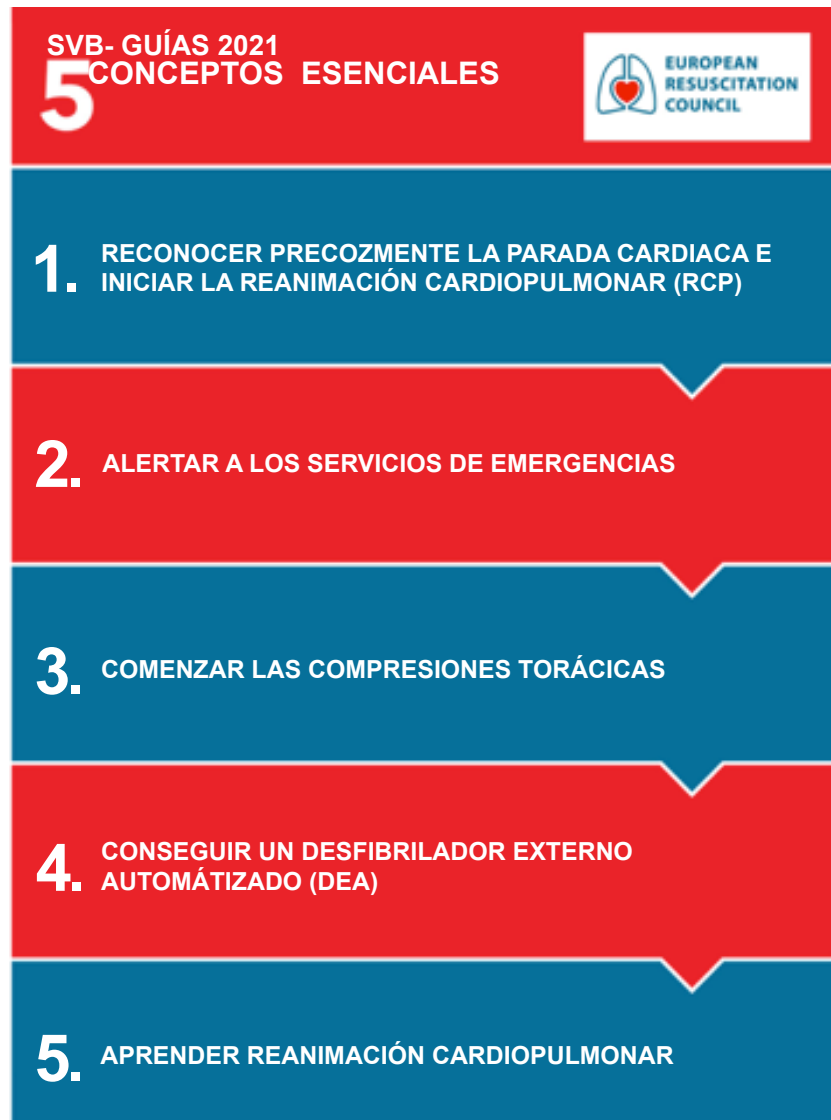 SVB- GUÍAS 2021
5 CONCEPTOS ESENCIALES
EUROPEAN
RESUSCITATION
COUNCIL
1. RECONOCER PRECOZMENTE LA PARADA CARDIACA E
INICIAR LA REANIMACIÓN CARDIOPULMONAR (RCP)
2. ALERTAR A LOS SERVICIOS DE EMERGENCIAS
3. COMENZAR LAS COMPRESIONES TORÁCICAS
4. CONSEGUIR UN DESFIBRILADOR EXTERNO
AUTOMÁTIZADO (DEA)
5. APRENDER REANIMACIÓN CARDIOPULMONAR